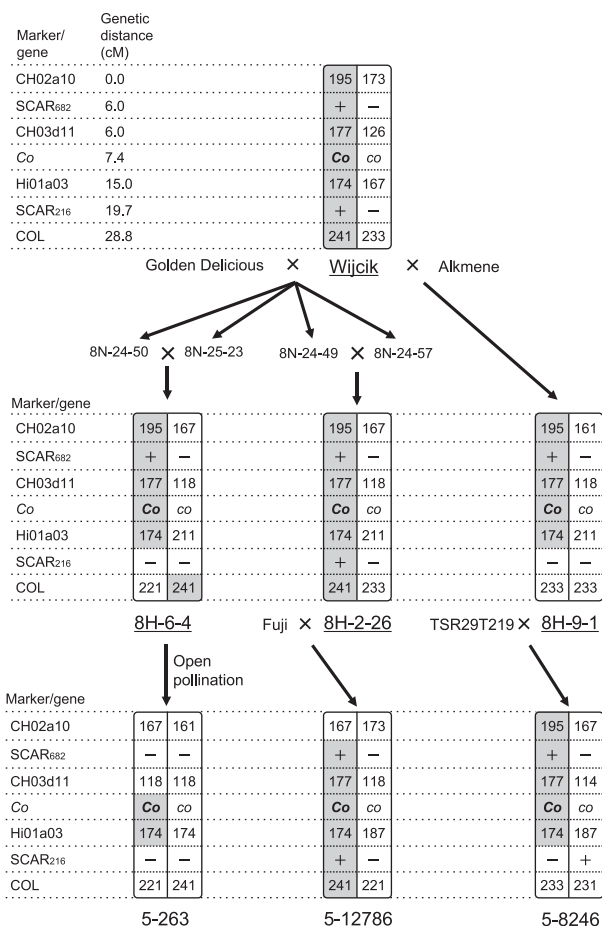 Marker/ gene Genetic distance (cM)
CH02a10 0.0 195 173
SCAR682 6.0 + −
CH03d11 6.0 177 126
Co 7.4 Co co
Hi01a03 15.0 174 167
SCAR216 19.7 + −
COL 28.8 241 233
Golden Delicious × Wijcik × Alkmene
8N-24-50 × 8N-25-23 8N-24-49 × 8N-24-57
Marker/gene
CH02a10 195 167 195 167 195 161
SCAR682 + − + − + −
CH03d11 177 118 177 118 177 118
Co Co co Co co Co co
Hi01a03 174 211 174 211 174 211
SCAR216 − − + − − −
COL 221 241 241 233 233 233
8H-6-4 Fuji × 8H-2-26 TSR29T219 × 8H-9-1
Open
pollination
Marker/gene
CH02a10 167 161 167 173 195 167
SCAR682 − − + − + −
CH03d11 118 118 177 118 177 114
Co Co co Co co Co co
Hi01a03 174 174 174 187 174 187
SCAR216 − − + − − +
COL 221 241 241 221 233 231
5-263 5-12786 5-8246